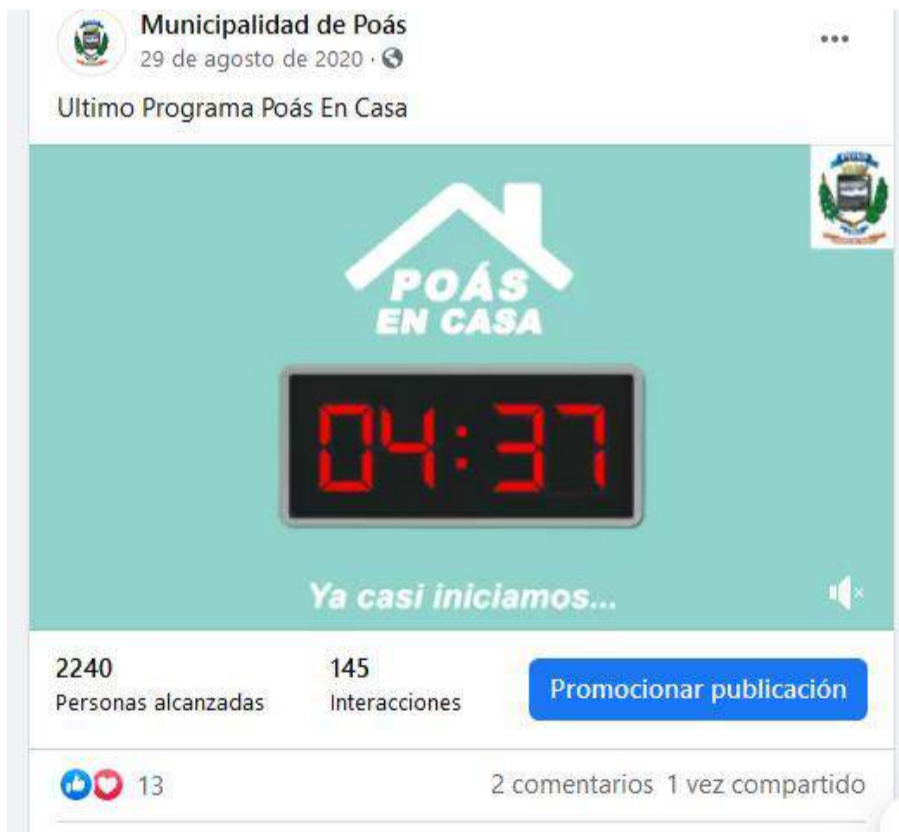 Municipalidad de Poás
29 de agosto de 2020 ·
Ultimo Programa Poás En Casa
POÁS
EN CASA
04:37
Ya casi iniciamos...
2240
Personas alcanzadas
145
Interacciones
Promocionar publicación
13
2 comentarios 1 vez compartido